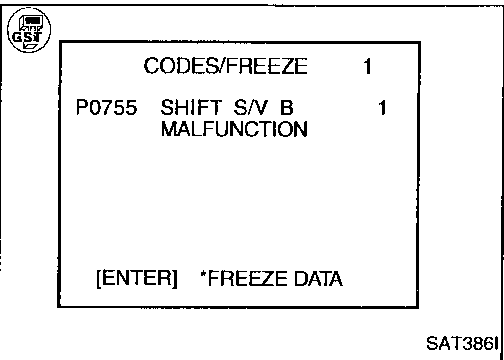 GST
CODES/FREEZE 1
P0755 SHIFT S/V B 1
MALFUNCTION
[ENTER] *FREEZE DATA
SAT386I